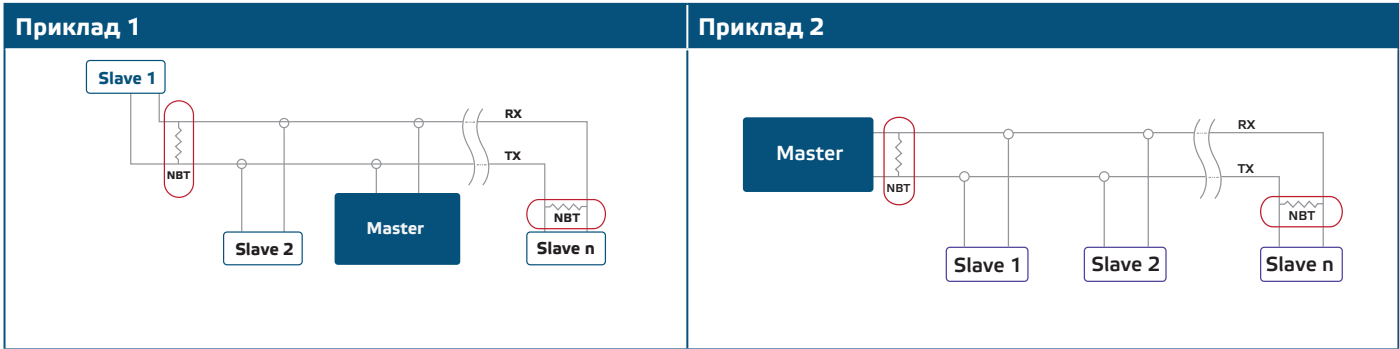 Приклад 1
Slave 1
RX
TX
NBT
NBT
Slave 2
Master
Slave n
Приклад 2
Master
RX
TX
NBT
NBT
Slave 1
Slave 2
Slave n